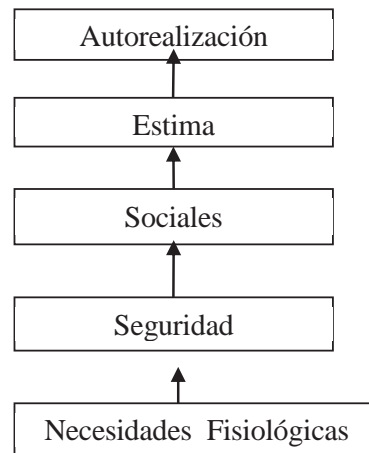 Autorealización
Estima
Sociales
Seguridad
Necesidades Fisiológicas